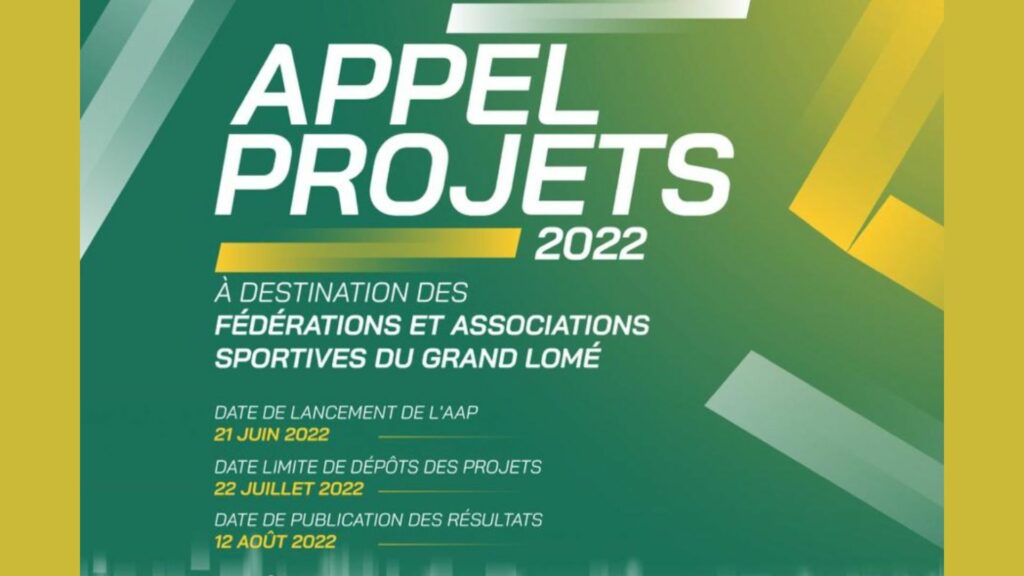 APPEL
PROJETS
2022
À DESTINATION DES
FÉDÉRATIONS ET ASSOCIATIONS
SPORTIVES DU GRAND LOMÉ
DATE DE LANCEMENT DE L'AAP
21 JUIN 2022
DATE LIMITE DE DÉPÔTS DES PROJETS
22 JUILLET 2022
DATE DE PUBLICATION DES RÉSULTATS
12 AOÛT 2022